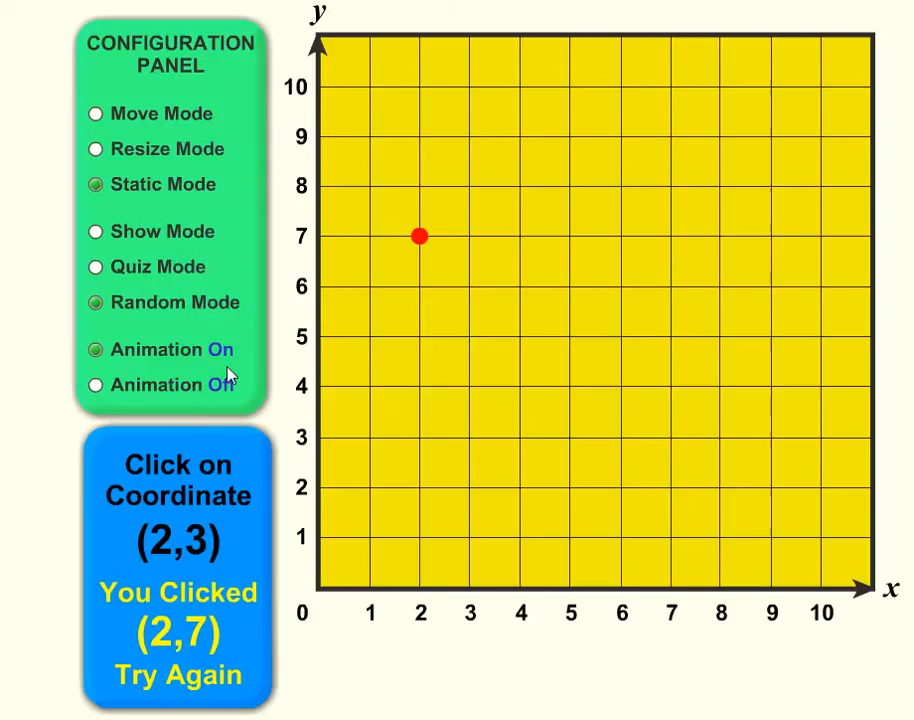 CONFIGURATION
PANEL
Move Mode
Resize Mode
Static Mode
Show Mode
Quiz Mode
Random Mode
Animation On
Animation Off
Click on
Coordinate
(2,3)
You Clicked
(2,7)
Try Again
y
10
9
8
7
6
5
4
3
2
1
0 1 2 3 4 5 6 7 8 9 10
x